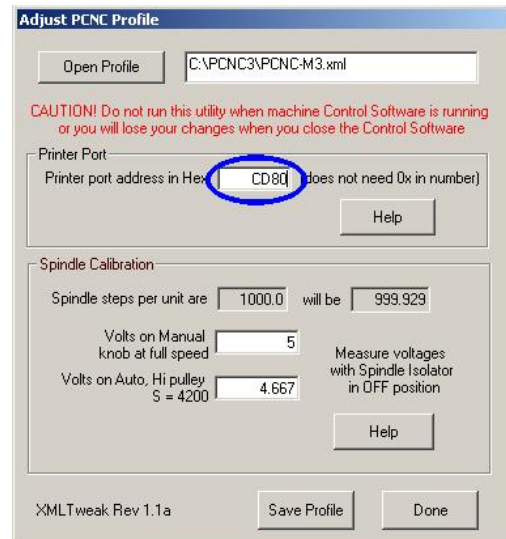 Adjust PCNC Profile
Open Profile
C:\PCNC3\PCNC-M3.xml
CAUTION! Do not run this utility when machine Control Software is running
or you will lose your changes when you close the Control Software
Printer Port
Printer port address in Hex CD80 (does not need 0x in number)
Help
Spindle Calibration
Spindle steps per unit are 1000.0 will be 999.929
Volts on Manual
knob at full speed 5
Volts on Auto, Hi pulley
S = 4200 4.667
Measure voltages
with Spindle Isolator
in OFF position
Help
XMLTweak Rev 1.1a
Save Profile
Done